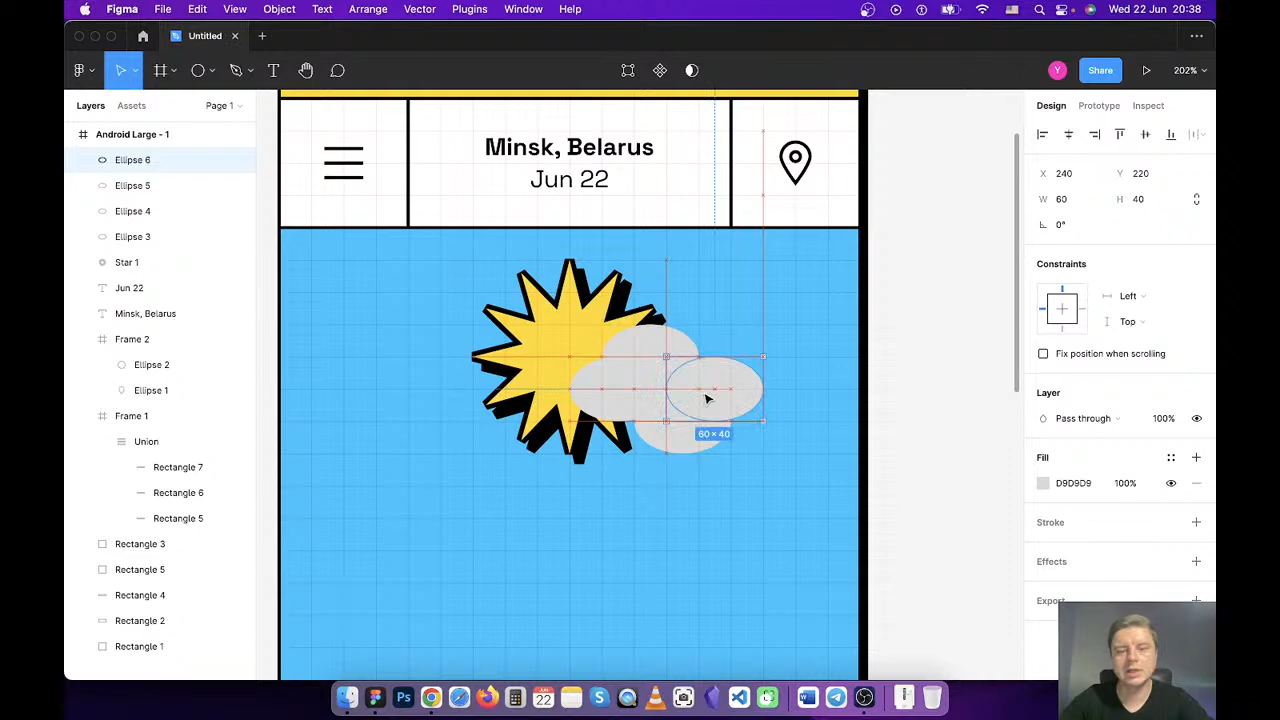 Figma File Edit View Object Text Arrange Vector Plugins Window Help Wed 22 Jun 20:38
Untitled
Share 202%
Layers Assets Page 1
Design Prototype Inspect
Android Large - 1
Ellipse 6
Ellipse 5
Ellipse 4
Ellipse 3
Star 1
Jun 22
Minsk, Belarus
Frame 2
Ellipse 2
Ellipse 1
Frame 1
Union
Rectangle 7
Rectangle 6
Rectangle 5
Rectangle 3
Rectangle 5
Rectangle 4
Rectangle 2
Rectangle 1
Minsk, Belarus
Jun 22
60 × 40
X 240 Y 220
W 60 H 40
0°
Constraints
Left
Top
Fix position when scrolling
Layer
Pass through 100%
Fill
D9D9D9 100%
Stroke
Effects
Export